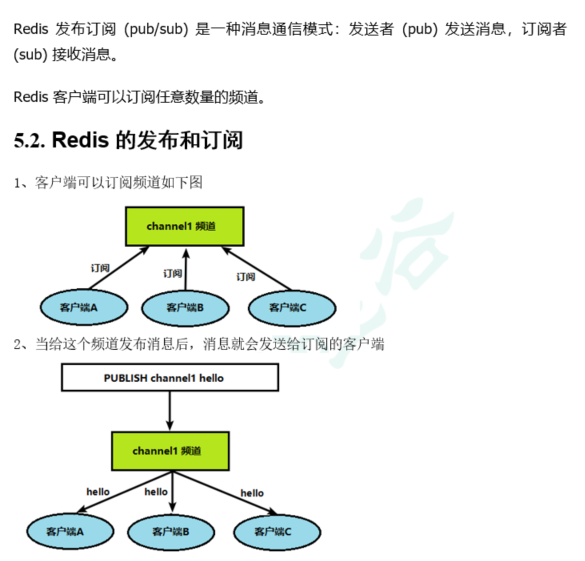 Redis 发布订阅 (pub/sub) 是一种消息通信模式：发送者 (pub) 发送消息，订阅者
(sub) 接收消息。
Redis 客户端可以订阅任意数量的频道。
5.2. Redis 的发布和订阅
1、客户端可以订阅频道如下图
channel1 频道
订阅
订阅
订阅
客户端A
客户端B
客户端C
2、当给这个频道发布消息后，消息就会发送给订阅的客户端
PUBLISH channel1 hello
channel1 频道
hello
hello
hello
客户端A
客户端B
客户端C